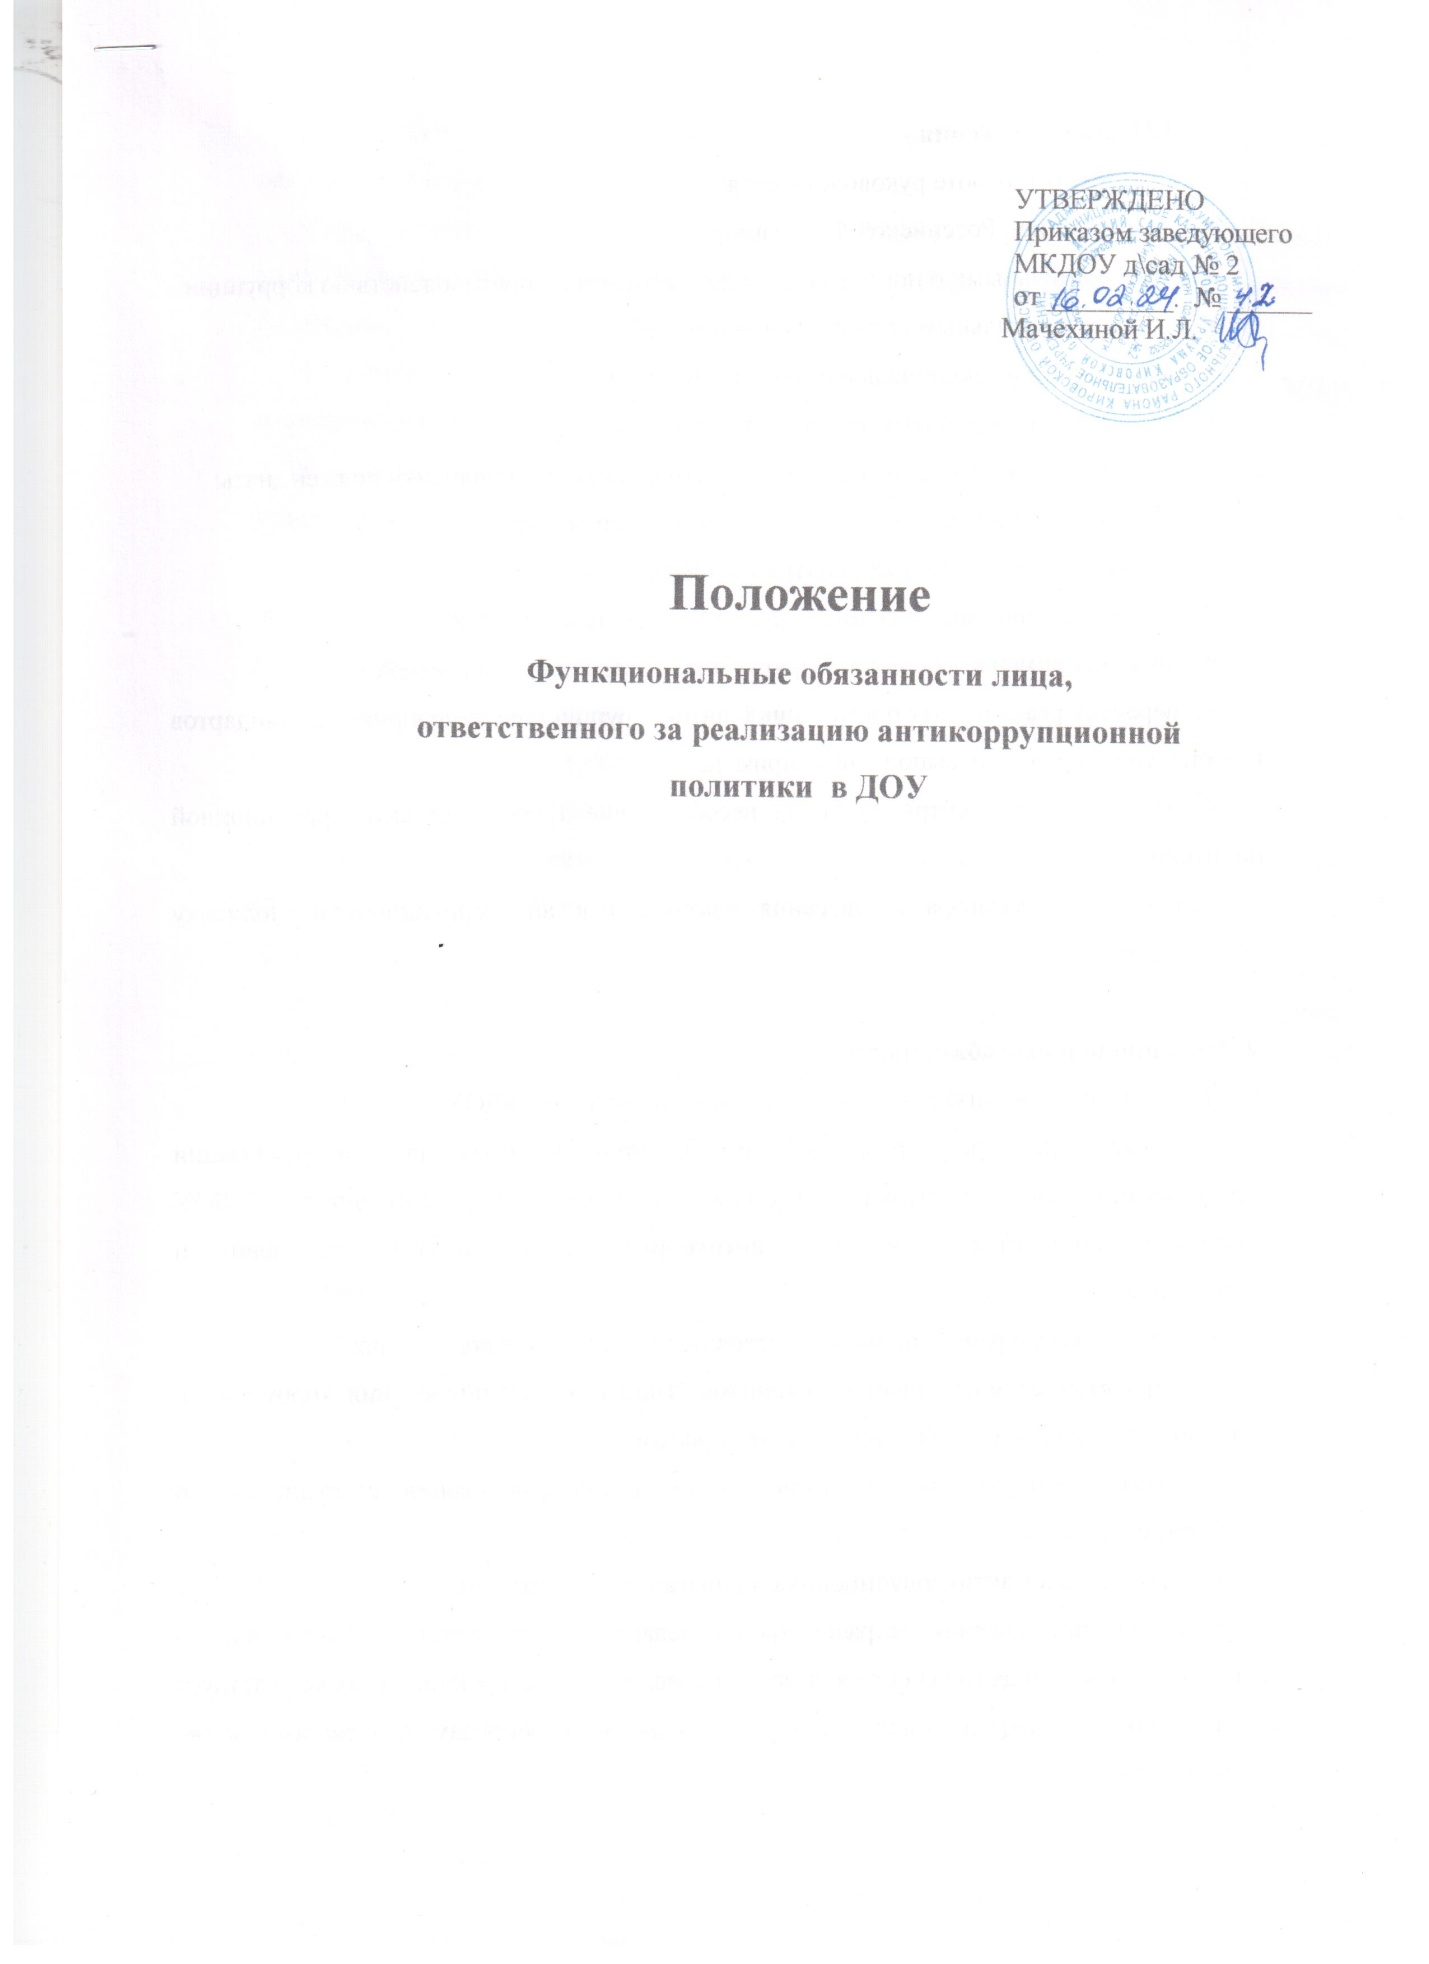 УТВЕРЖДЕНО
Приказом заведующего
МКДОУ д\сад № 2
от 16.02.24. № 42
Мачехиной И.Л.
Положение
Функциональные обязанности лица,
ответственного за реализацию антикоррупционной
политики в ДОУ